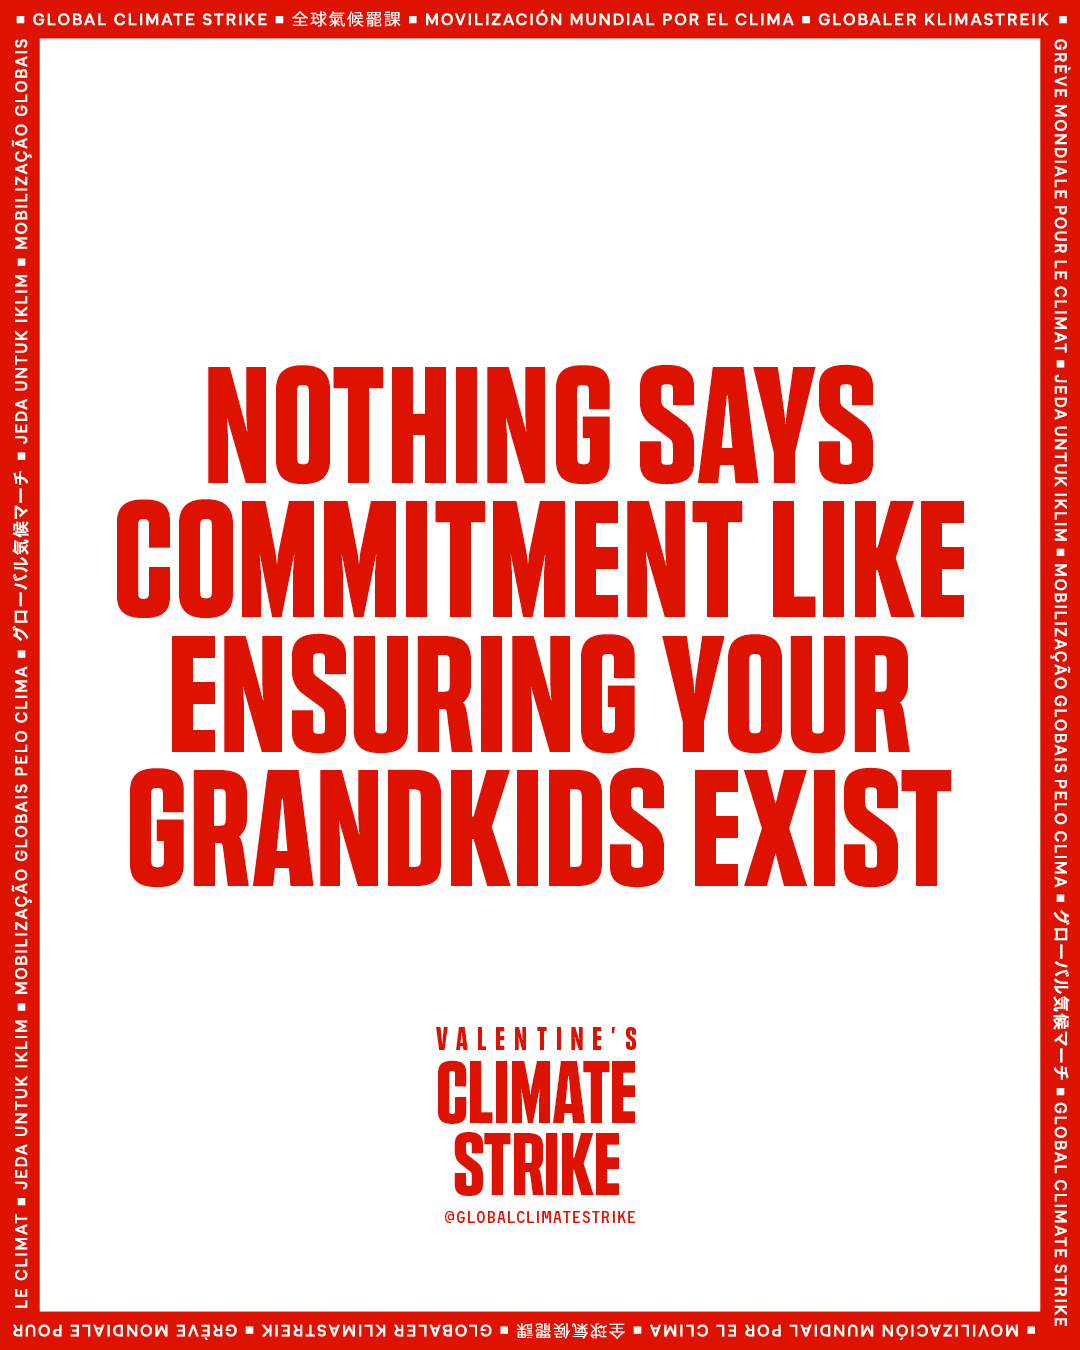 ■ GLOBAL CLIMATE STRIKE ■ 全球氣候罷課 ■ MOVILIZACIÓN MUNDIAL POR EL CLIMA ■ GLOBALER KLIMASTREIK ■
GRÈVE MONDIALE POUR LE CLIMAT ■ JEDA UNTUK IKLIM ■ MOBILIZAÇÃO GLOBAIS PELO CLIMA ■ グローバル気候マーチ ■ GLOBAL CLIMATE STRIKE
NOTHING SAYS
COMMITMENT LIKE
ENSURING YOUR
GRANDKIDS EXIST
VALENTINE'S
CLIMATE
STRIKE
@GLOBALCLIMATESTRIKE
■ MOVILIZACIÓN MUNDIAL POR EL CLIMA ■ 全球氣候罷課 ■ GLOBALER KLIMASTREIK ■ GRÈVE MONDIALE POUR
LE CLIMAT ■ JEDA UNTUK IKLIM ■ MOBILIZAÇÃO GLOBAIS PELO CLIMA ■ グローバル気候マーチ ■ JEDA UNTUK IKLIM ■ MOBILIZAÇÃO GLOBAIS